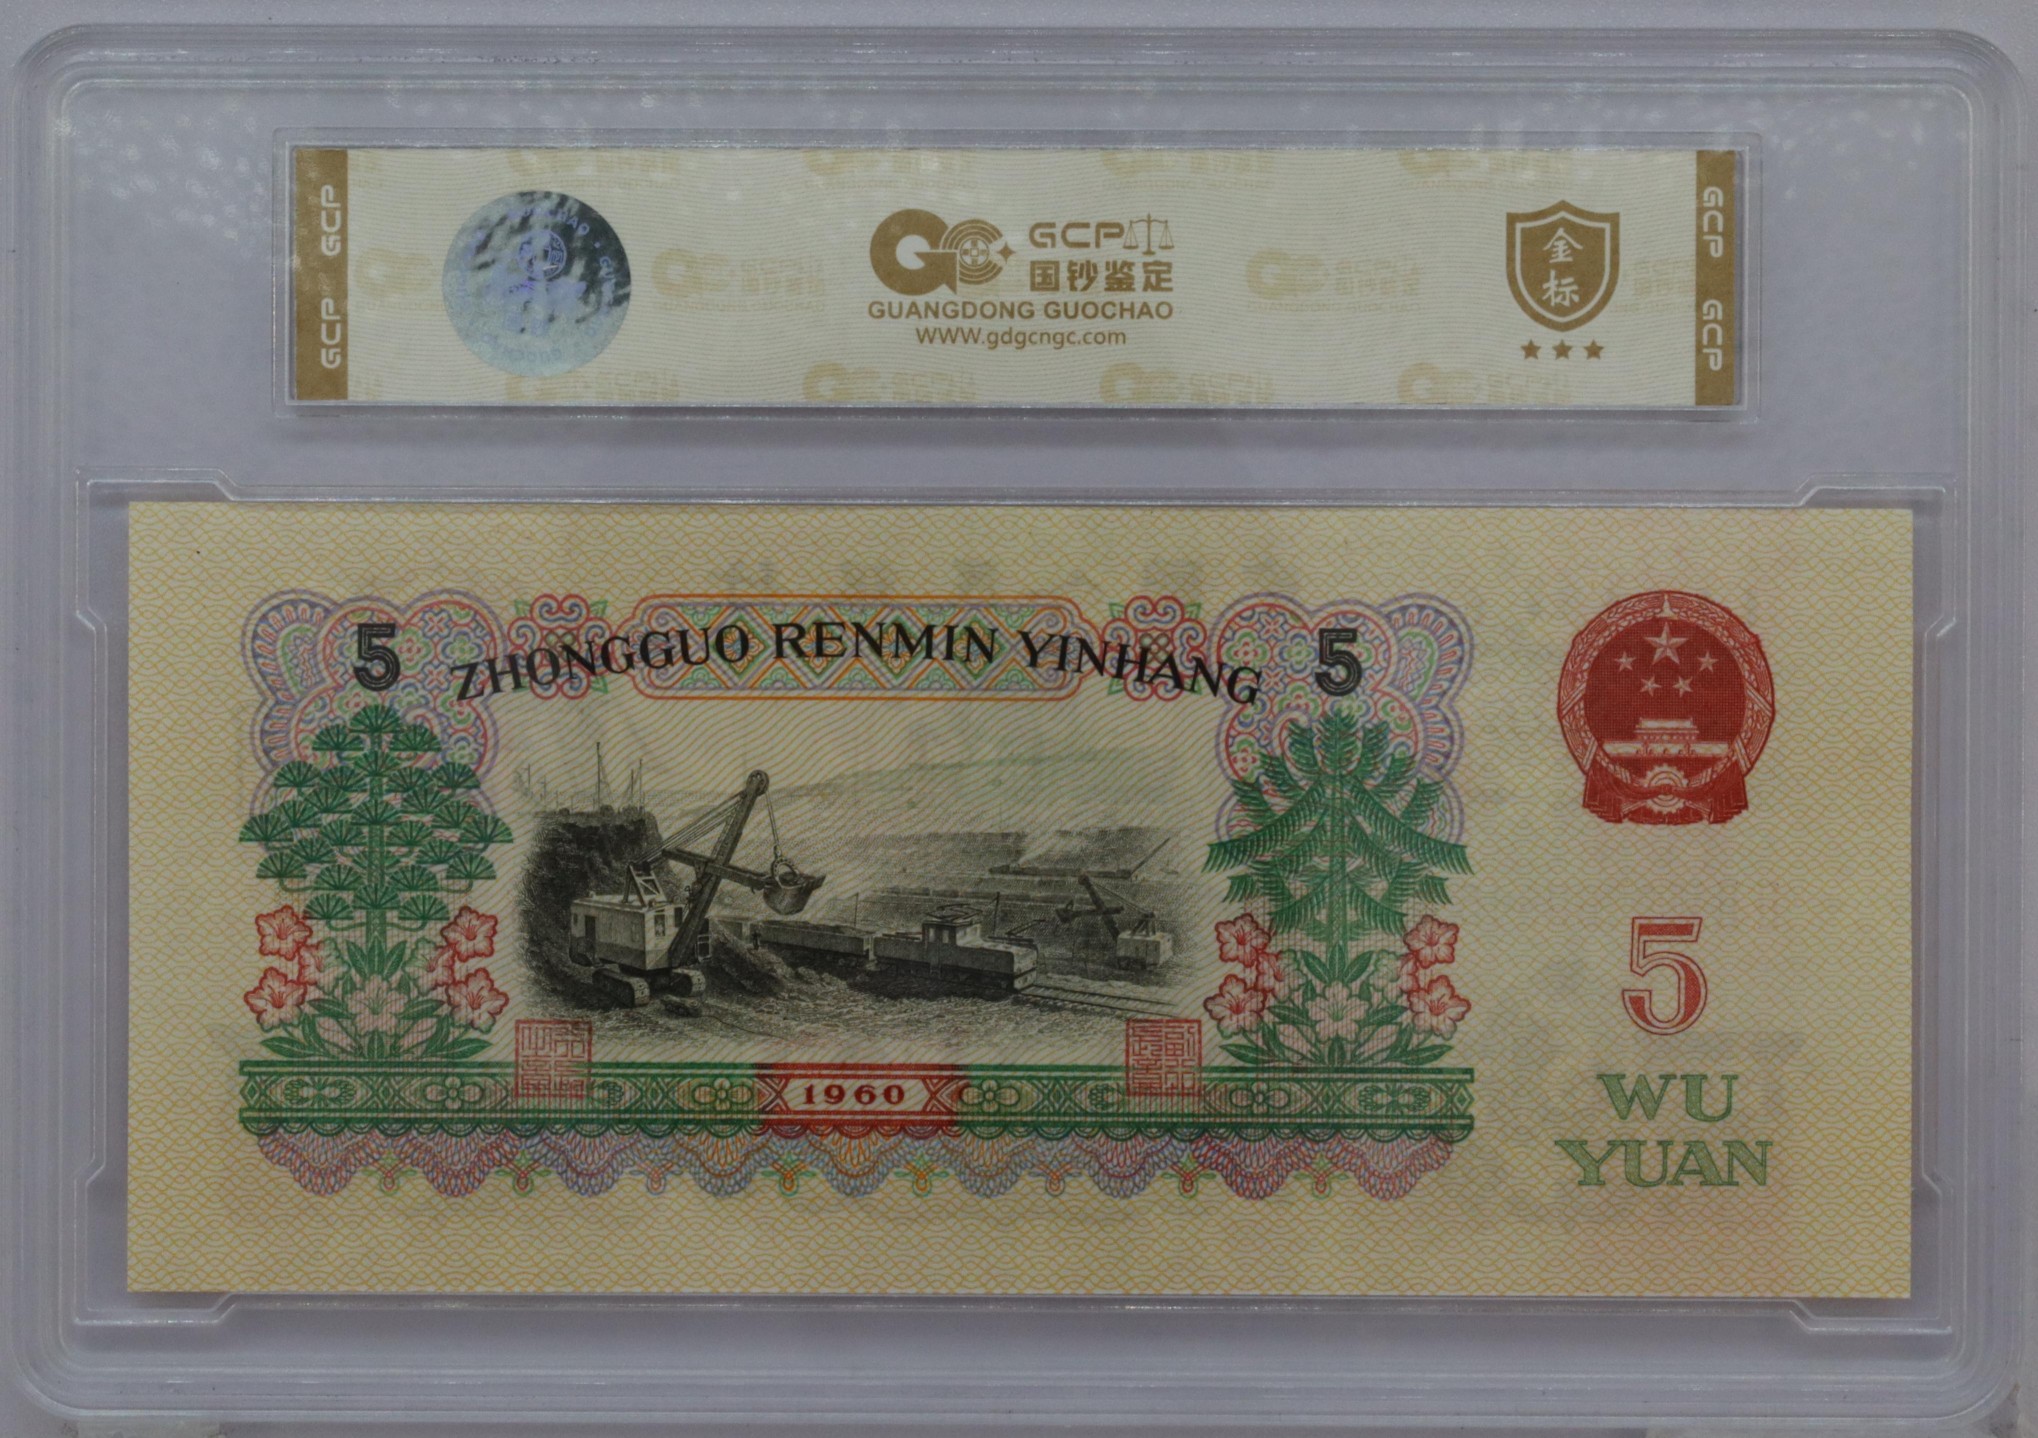 GCP GCP
GCP
国钞鉴定
GUANGDONG GUOCHAO
WWW.gdgcngc.com
金
标
GCP GCP
5 ZHONGGUO RENMIN YINHANG 5
1960
5
WU
YUAN